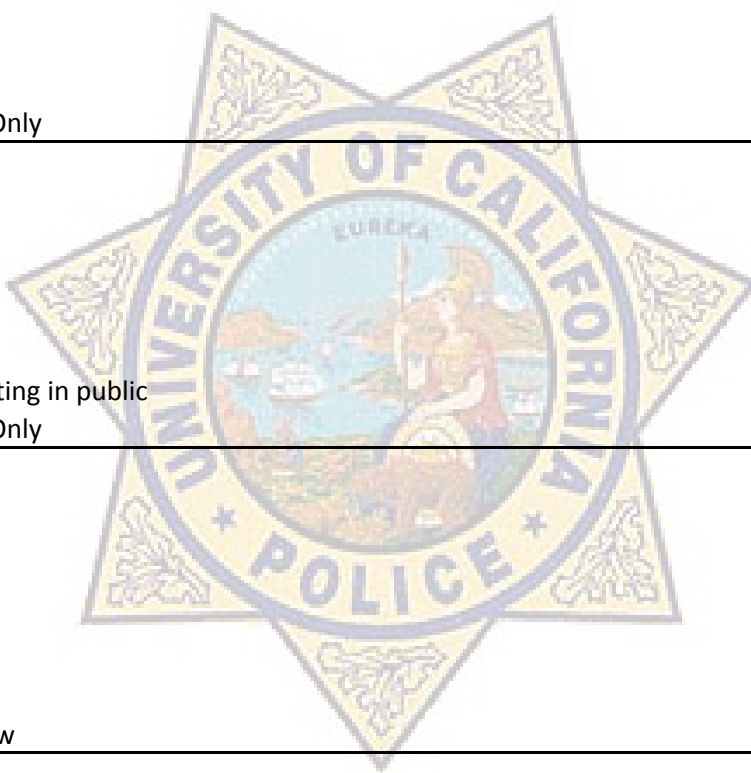 Only
UNIVERSITY OF CALIFORNIA
EUREKA
ting in public
Only
POLICE
w